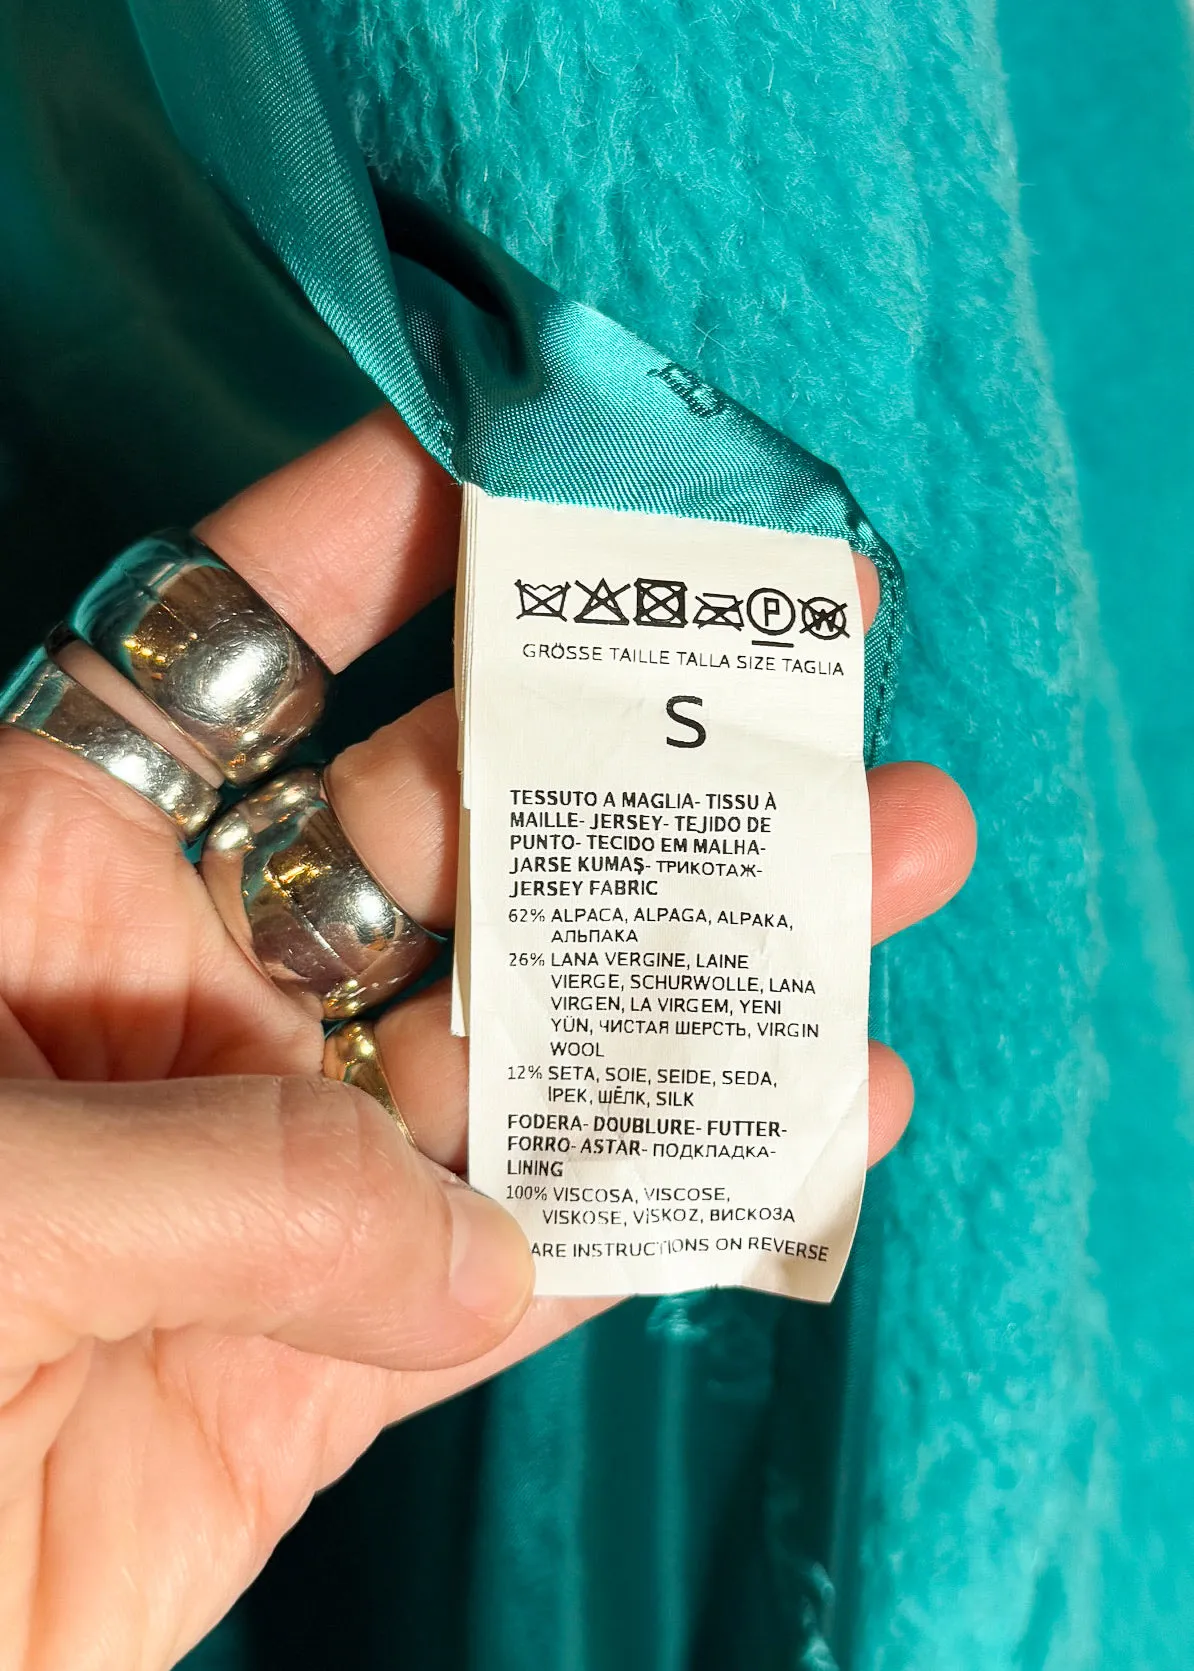 P W
GRÖSSE TAILLE TALLA SIZE TAGLIA
S
TESSUTO A MAGLIA- TISSU À
MAILLE- JERSEY- TEJIDO DE
PUNTO- TECIDO EM MALHA-
JARSE KUMAŞ- ТРИКОТАЖ-
JERSEY FABRIC
62% ALPACA, ALPAGA, ALPAKA,
АЛЬПАКА
26% LANA VERGINE, LAINE
VIERGE, SCHURWOLLE, LANA
VIRGEN, LA VIRGEM, YENI
YÜN, ЧИСТАЯ ШЕРСТЬ, VIRGIN
WOOL
12% SETA, SOIE, SEIDE, SEDA,
İPEK, ШЁЛК, SILK
FODERA- DOUBLURE- FUTTER-
FORRO- ASTAR- ПОДКЛАДКА-
LINING
100% VISCOSA, VISCOSE,
VISKOSE, VİSKOZ, ВИСКОЗА
ARE INSTRUCTIONS ON REVERSE